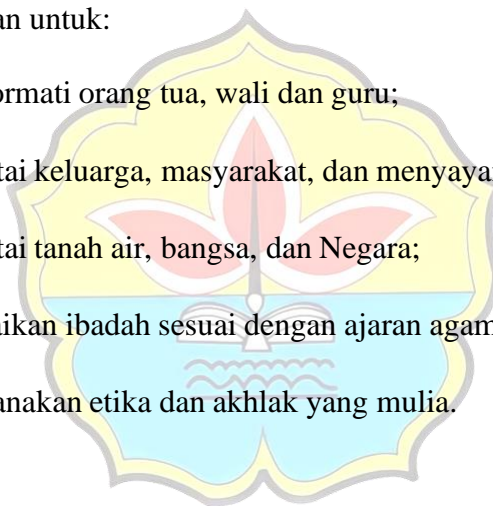 an untuk:
ormati orang tua, wali dan guru;
tai keluarga, masyarakat, dan menyaya
tai tanah air, bangsa, dan Negara;
aikan ibadah sesuai dengan ajaran agam
anakan etika dan akhlak yang mulia.